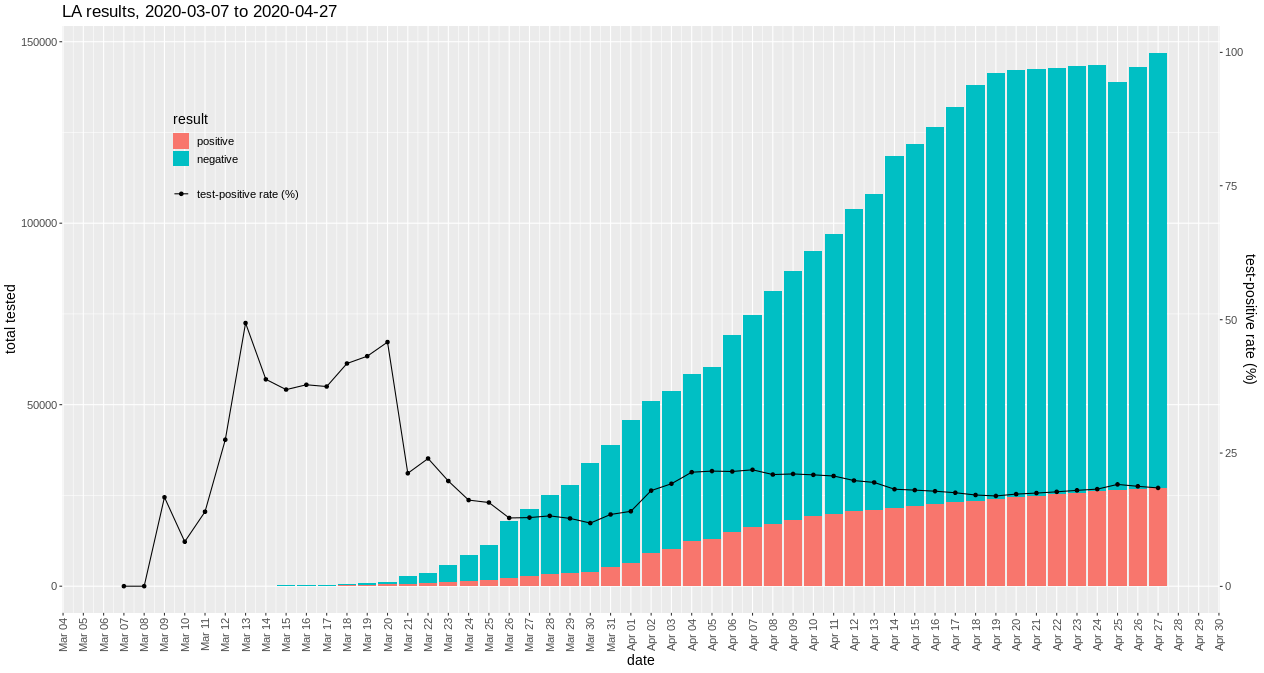 LA results, 2020-03-07 to 2020-04-27
150000
100000
50000
0
total tested
result
positive
negative
test-positive rate (%)
100
75
50
25
0
test-positive rate (%)
Mar 04
Mar 05
Mar 06
Mar 07
Mar 08
Mar 09
Mar 10
Mar 11
Mar 12
Mar 13
Mar 14
Mar 15
Mar 16
Mar 17
Mar 18
Mar 19
Mar 20
Mar 21
Mar 22
Mar 23
Mar 24
Mar 25
Mar 26
Mar 27
Mar 28
Mar 29
Mar 30
Mar 31
Apr 01
Apr 02
Apr 03
Apr 04
Apr 05
Apr 06
Apr 07
Apr 08
Apr 09
Apr 10
Apr 11
Apr 12
Apr 13
Apr 14
Apr 15
Apr 16
Apr 17
Apr 18
Apr 19
Apr 20
Apr 21
Apr 22
Apr 23
Apr 24
Apr 25
Apr 26
Apr 27
Apr 28
Apr 29
Apr 30
date